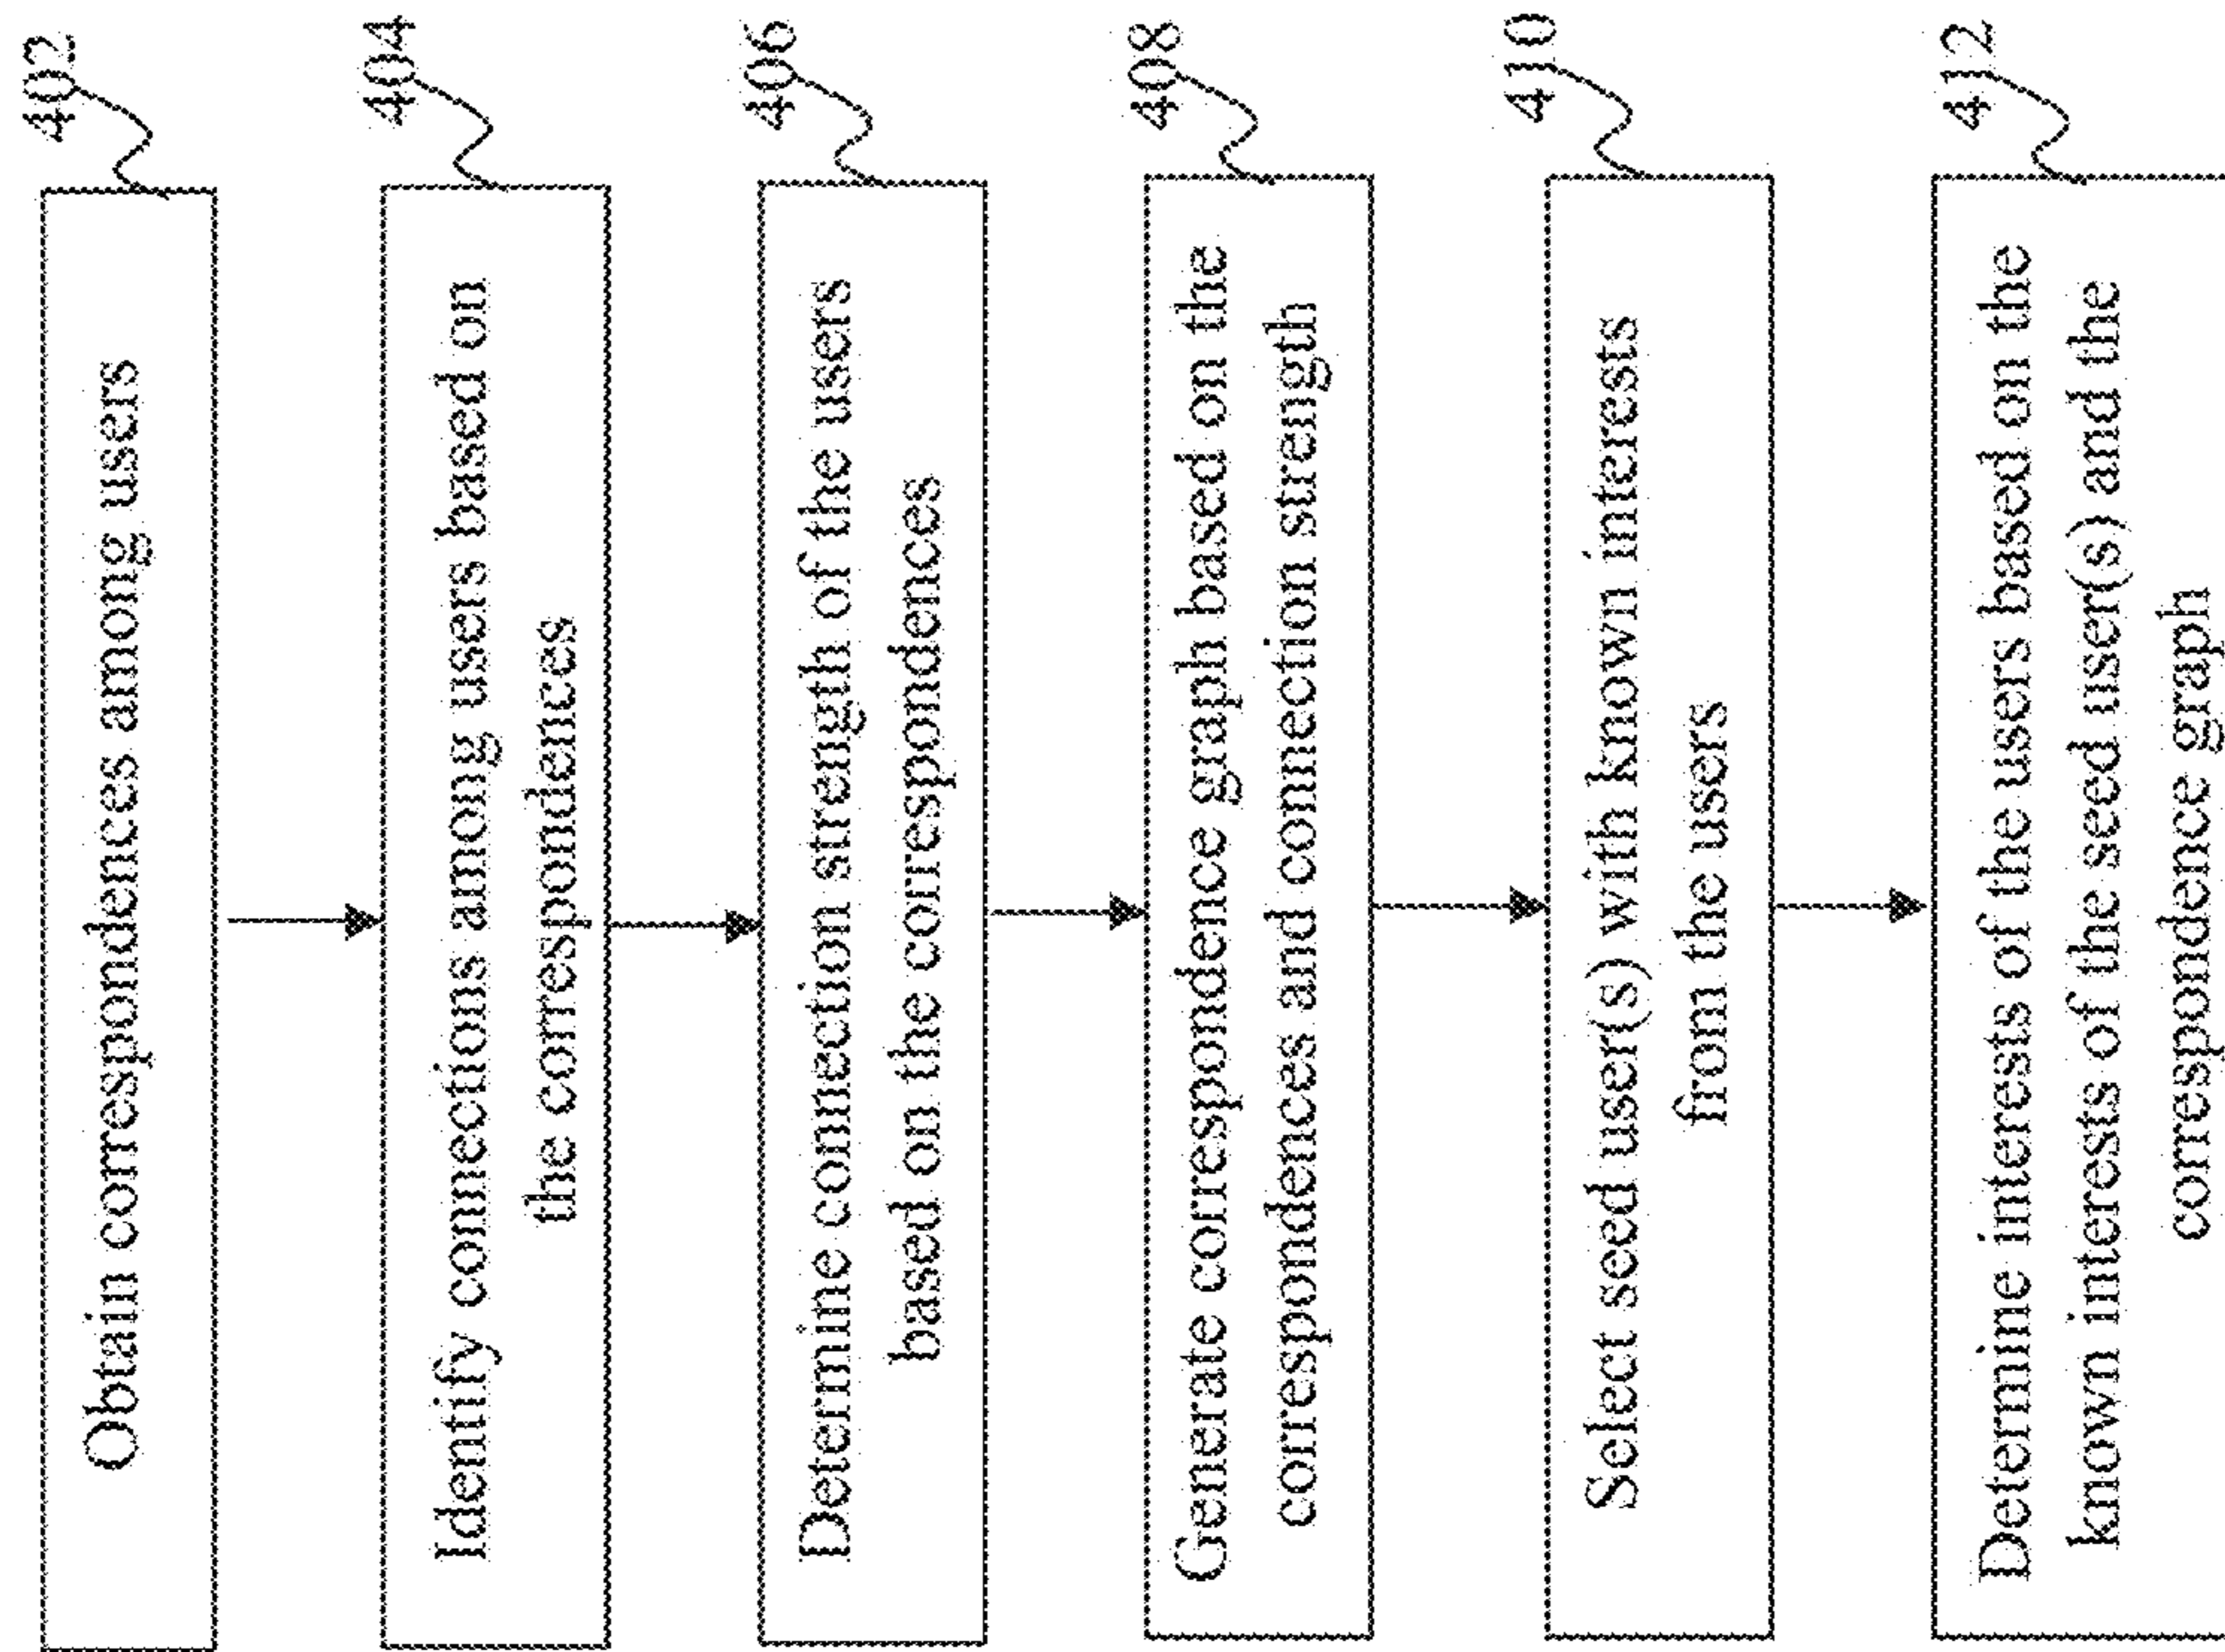 402
Obtain correspondences among users
404
Identify connections among users based on
the correspondences
406
Determine connection strength of the users
based on the correspondences
408
Generate correspondence graph based on the
correspondences and connection strength
410
Select seed user(s) with known interests
from the users
412
Determine interests of the users based on the
known interests of the seed user(s) and the
correspondence graph